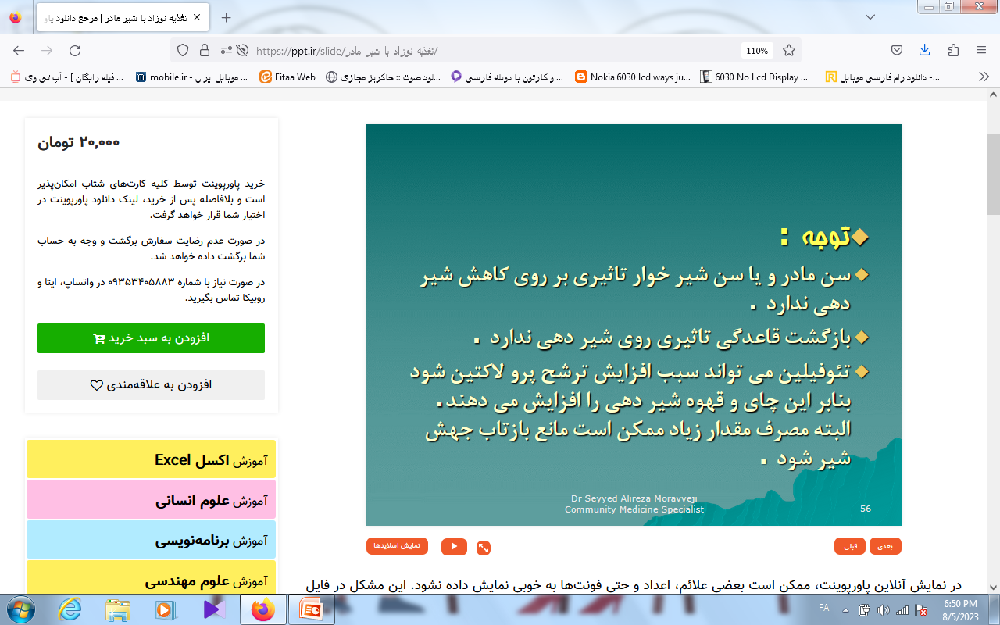 تغذیه نوزاد با شیر مادر | مرجع دانلود پاو
https://ppt.ir/slide/تغذیه-نوزاد-با-شیر-مادر/
110%
فیلم رایگان ] - آپ تی وی ...
mobile.ir - موبایل ایران ...
Eitaa Web
لود صوت :: خاکریز مجازی...
و کارتون با دوبله فارسی ...
Nokia 6030 lcd ways ju...
6030 No Lcd Display ...
دانلود رام فارسی موبایل - ...
۲۰,۰۰۰ تومان
خرید پاورپوینت توسط کلیه کارت‌های شتاب امکان‌پذیر
است و بلافاصله پس از خرید، لینک دانلود پاورپوینت در
اختیار شما قرار خواهد گرفت.
در صورت عدم رضایت سفارش برگشت و وجه به حساب
شما برگشت داده خواهد شد.
در صورت نیاز با شماره ۰۹۳۵۳۴۰۵۸۸۳ در واتساپ، ایتا و
روبیکا تماس بگیرید.
افزودن به سبد خرید
افزودن به علاقه‌مندی
آموزش اکسل Excel
آموزش علوم انسانی
آموزش برنامه‌نویسی
آموزش علوم مهندسی
توجه :
سن مادر و یا سن شیر خوار تاثیری بر روی کاهش شیر
دهی ندارد .
بازگشت قاعدگی تاثیری روی شیر دهی ندارد .
تئوفیلین می تواند سبب افزایش ترشح پرو لاکتین شود
بنابر این چای و قهوه شیر دهی را افزایش می دهند.
البته مصرف مقدار زیاد ممکن است مانع بازتاب جهش
شیر شود .
Dr Seyyed Alireza Moravveji
Community Medicine Specialist
56
نمایش اسلایدها
قبلی
بعدی
در نمایش آنلاین پاورپوینت، ممکن است بعضی علائم، اعداد و حتی فونت‌ها به خوبی نمایش داده نشود. این مشکل در فایل
FA
6:50 PM
8/5/2023